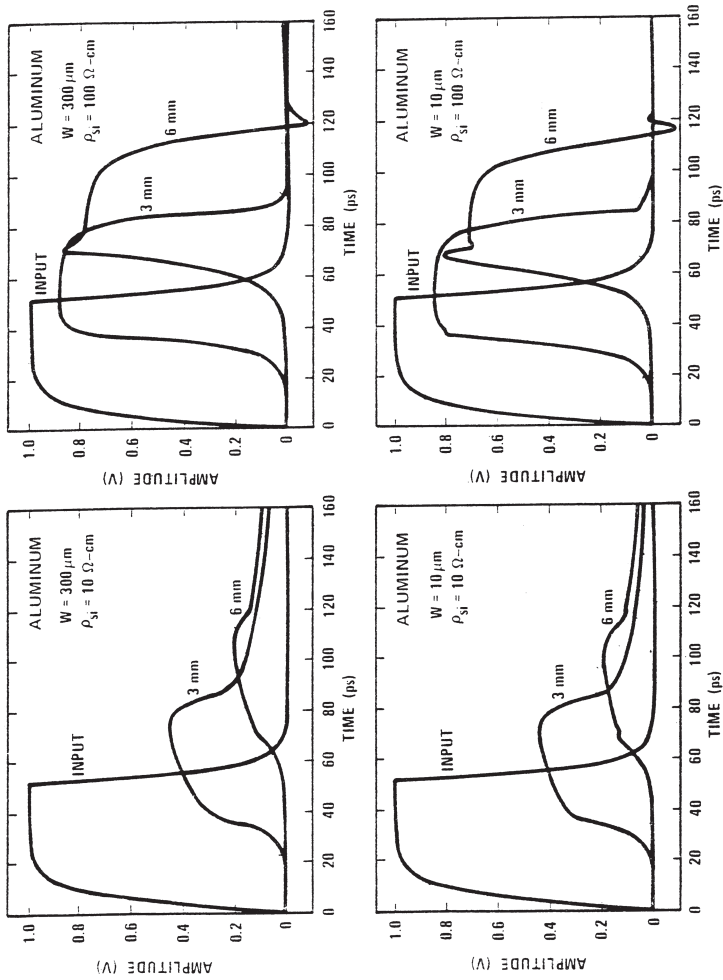 AMPLITUDE (V)
1.0
0.8
0.6
0.4
0.2
0
INPUT
ALUMINUM
W = 300 μm
ρSi = 10 Ω-cm
3 mm
6 mm
0 20 40 60 80 100 120 140 160
TIME (ps)
AMPLITUDE (V)
1.0
0.8
0.6
0.4
0.2
0
INPUT
ALUMINUM
W = 300 μm
ρSi = 100 Ω-cm
3 mm
6 mm
0 20 40 60 80 100 120 140 160
TIME (ps)
AMPLITUDE (V)
1.0
0.8
0.6
0.4
0.2
0
INPUT
ALUMINUM
W = 10 μm
ρSi = 10 Ω-cm
3 mm
6 mm
0 20 40 60 80 100 120 140 160
TIME (ps)
AMPLITUDE (V)
1.0
0.8
0.6
0.4
0.2
0
INPUT
ALUMINUM
W = 10 μm
ρSi = 100 Ω-cm
3 mm
6 mm
0 20 40 60 80 100 120 140 160
TIME (ps)